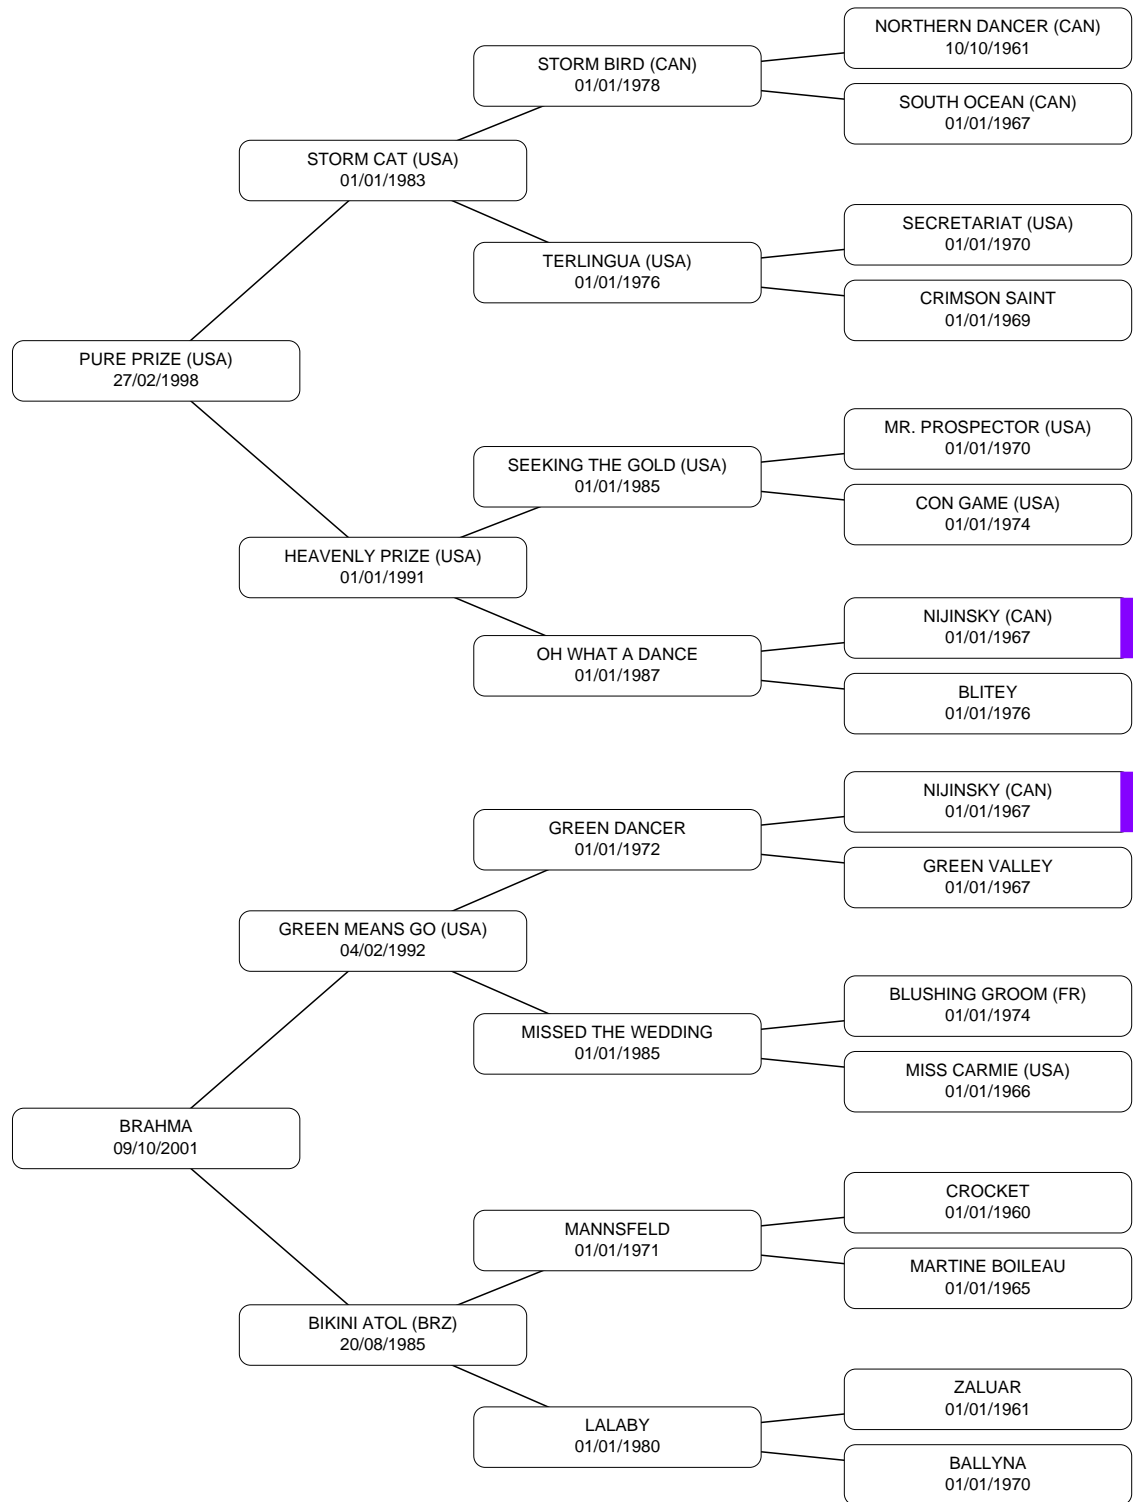 NORTHERN DANCER (CAN)
10/10/1961
STORM BIRD (CAN)
01/01/1978
SOUTH OCEAN (CAN)
01/01/1967
STORM CAT (USA)
01/01/1983
SECRETARIAT (USA)
01/01/1970
TERLINGUA (USA)
01/01/1976
CRIMSON SAINT
01/01/1969
PURE PRIZE (USA)
27/02/1998
MR. PROSPECTOR (USA)
01/01/1970
SEEKING THE GOLD (USA)
01/01/1985
CON GAME (USA)
01/01/1974
HEAVENLY PRIZE (USA)
01/01/1991
NIJINSKY (CAN)
01/01/1967
OH WHAT A DANCE
01/01/1987
BLITEY
01/01/1976
NIJINSKY (CAN)
01/01/1967
GREEN DANCER
01/01/1972
GREEN VALLEY
01/01/1967
GREEN MEANS GO (USA)
04/02/1992
BLUSHING GROOM (FR)
01/01/1974
MISSED THE WEDDING
01/01/1985
MISS CARMIE (USA)
01/01/1966
BRAHMA
09/10/2001
CROCKET
01/01/1960
MANNSFELD
01/01/1971
MARTINE BOILEAU
01/01/1965
BIKINI ATOL (BRZ)
20/08/1985
ZALUAR
01/01/1961
LALABY
01/01/1980
BALLYNA
01/01/1970